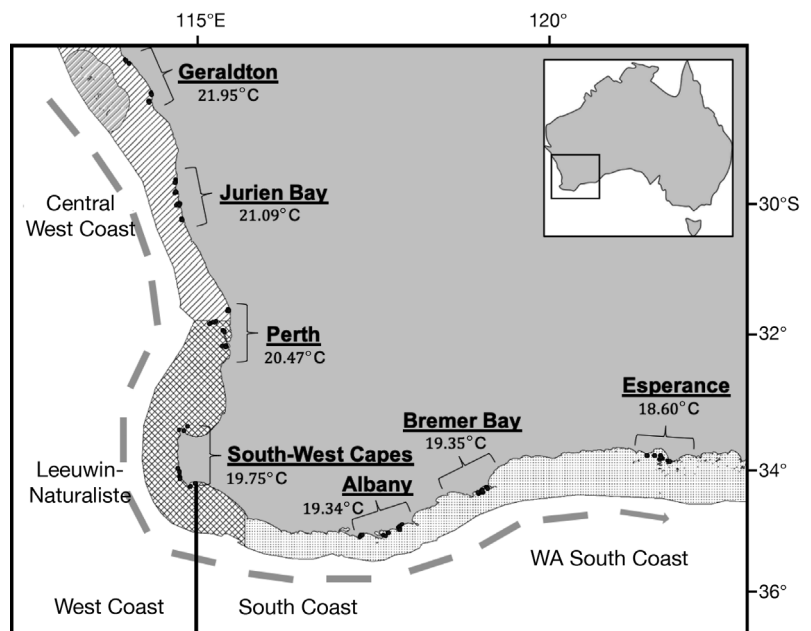 115°E
120°
Geraldton
21.95°C
Jurien Bay
21.09°C
Central
West Coast
30°S
Perth
20.47°C
32°
Esperance
18.60°C
Bremer Bay
19.35°C
South-West Capes
19.75°C
Leeuwin-
Naturaliste
34°
Albany
19.34°C
WA South Coast
36°
West Coast
South Coast